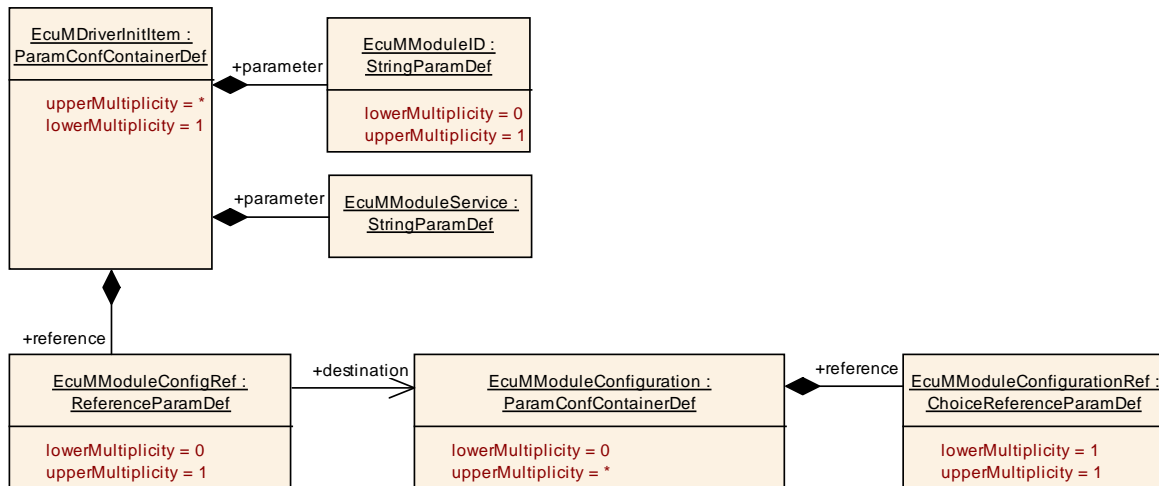 EcuMDriverInitItem :
ParamConfContainerDef
upperMultiplicity = *
lowerMultiplicity = 1
+parameter
EcuMModuleID :
StringParamDef
lowerMultiplicity = 0
upperMultiplicity = 1
+parameter
EcuMModuleService :
StringParamDef
+reference
EcuMModuleConfigRef :
ReferenceParamDef
lowerMultiplicity = 0
upperMultiplicity = 1
+destination
EcuMModuleConfiguration :
ParamConfContainerDef
lowerMultiplicity = 0
upperMultiplicity = *
+reference
EcuMModuleConfigurationRef :
ChoiceReferenceParamDef
lowerMultiplicity = 1
upperMultiplicity = 1